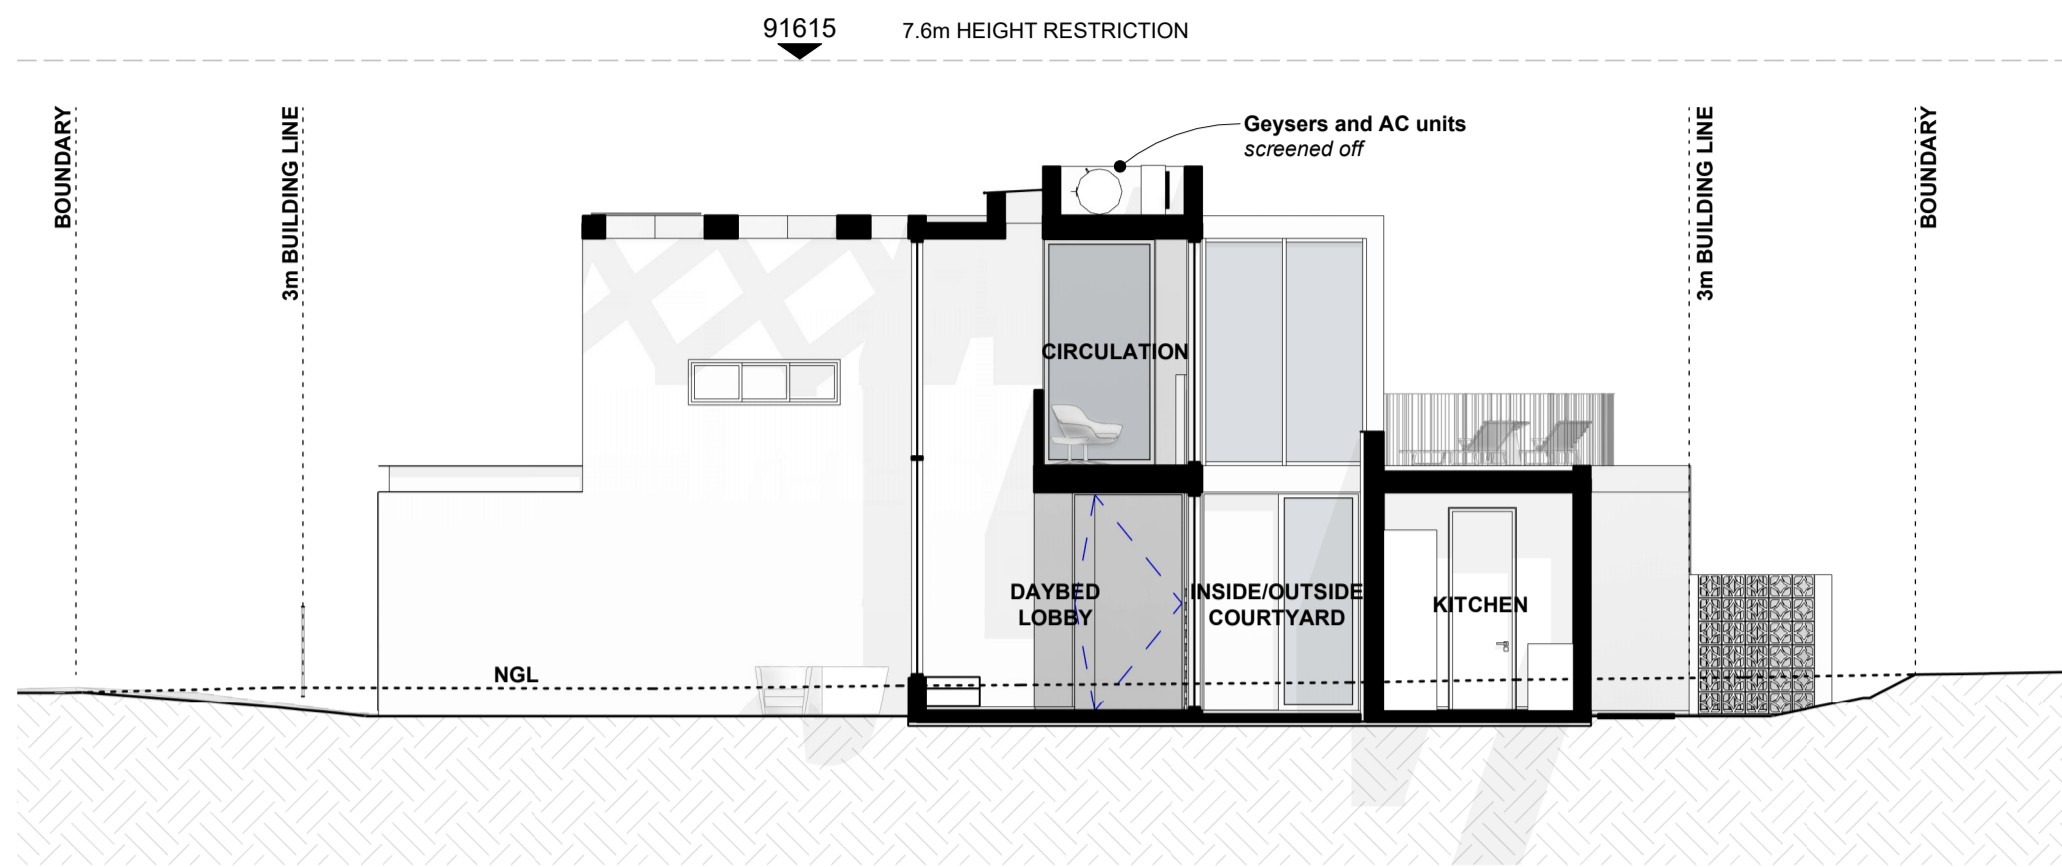 91615
7.6m HEIGHT RESTRICTION
BOUNDARY
3m BUILDING LINE
Geysers and AC units
screened off
3m BUILDING LINE
BOUNDARY
CIRCULATION
DAYBED
LOBBY
INSIDE/OUTSIDE
COURTYARD
KITCHEN
NGL